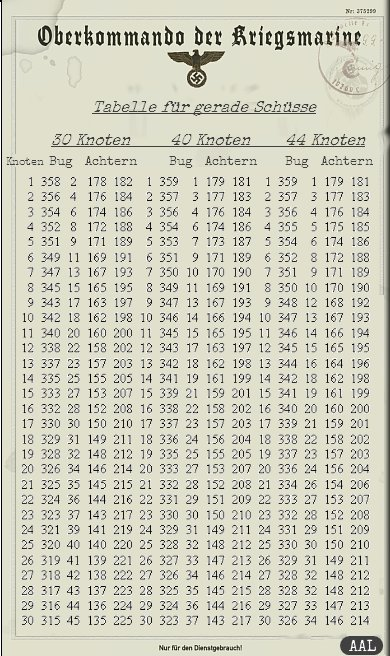 Nr: 375299
Oberkommando der Kriegsmarine
Tabelle für gerade Schüsse
30 Knoten 40 Knoten 44 Knoten
Knoten Bug Achtern Bug Achtern Bug Achtern
1 358 2 178 182 1 359 1 179 181 1 359 1 179 181
2 356 4 176 184 2 357 3 177 183 2 357 3 177 183
3 354 6 174 186 3 356 4 176 184 3 356 4 176 184
4 352 8 172 188 4 354 6 174 186 4 355 5 175 185
5 351 9 171 189 5 353 7 173 187 5 354 6 174 186
6 349 11 169 191 6 351 9 171 189 6 352 8 172 188
7 347 13 167 193 7 350 10 170 190 7 351 9 171 189
8 345 15 165 195 8 349 11 169 191 8 350 10 170 190
9 343 17 163 197 9 347 13 167 193 9 348 12 168 192
10 342 18 162 198 10 346 14 166 194 10 347 13 167 193
11 340 20 160 200 11 345 15 165 195 11 346 14 166 194
12 338 22 158 202 12 343 17 163 197 12 345 15 165 195
13 337 23 157 203 13 342 18 162 198 13 344 16 164 196
14 335 25 155 205 14 341 19 161 199 14 342 18 162 198
15 333 27 153 207 15 339 21 159 201 15 341 19 161 199
16 332 28 152 208 16 338 22 158 202 16 340 20 160 200
17 330 30 150 210 17 337 23 157 203 17 339 21 159 201
18 329 31 149 211 18 336 24 156 204 18 338 22 158 202
19 328 32 148 212 19 335 25 155 205 19 337 23 157 203
20 326 34 146 214 20 333 27 153 207 20 336 24 156 204
21 325 35 145 215 21 332 28 152 208 21 334 26 154 206
22 324 36 144 216 22 331 29 151 209 22 333 27 153 207
23 323 37 143 217 23 330 30 150 210 23 332 28 152 208
24 321 39 141 219 24 329 31 149 211 24 331 29 151 209
25 320 40 140 220 25 328 32 148 212 25 330 30 150 210
26 319 41 139 221 26 327 33 147 213 26 329 31 149 211
27 318 42 138 222 27 326 34 146 214 27 328 32 148 212
28 317 43 137 223 28 325 35 145 215 28 328 32 148 212
29 316 44 136 224 29 324 36 144 216 29 327 33 147 213
30 315 45 135 225 30 323 37 143 217 30 326 34 146 214
Nur für den Dienstgebrauch!
AAL